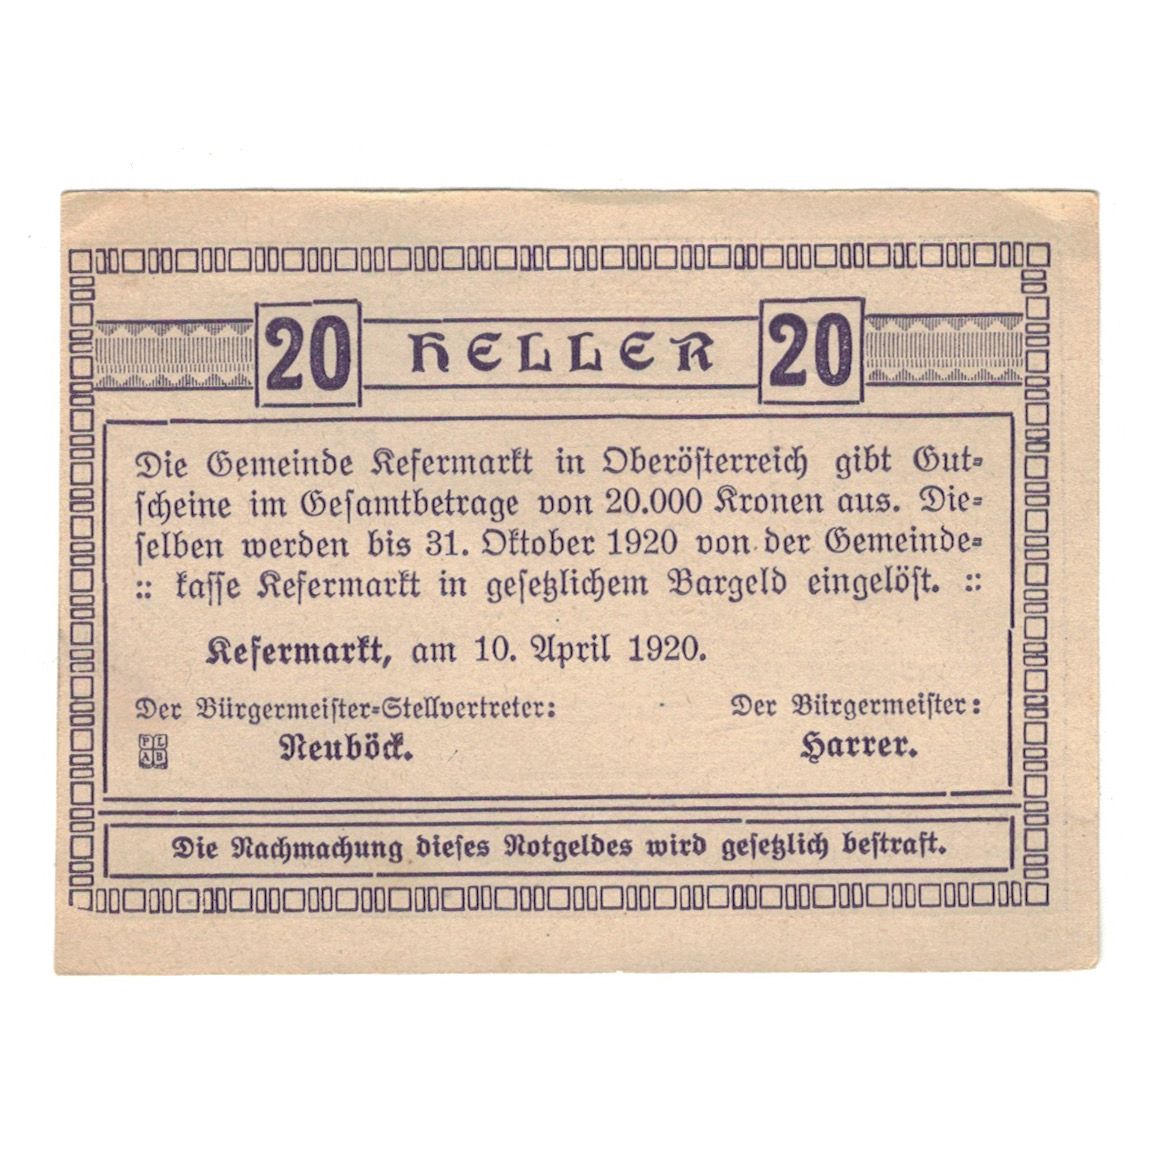 20 HELLER 20
Die Gemeinde Kefermarkt in Oberösterreich gibt Gut-
scheine im Gesamtbetrage von 20.000 Kronen aus. Die-
selben werden bis 31. Oktober 1920 von der Gemeinde-
:: kasse Kefermarkt in gesetzlichem Bargeld eingelöst. ::
Kefermarkt, am 10. April 1920.
Der Bürgermeister-Stellvertreter: Der Bürgermeister:
Neuböck. Harrer.
P L
A B
Die Nachmachung dieses Notgeldes wird gesetzlich bestraft.